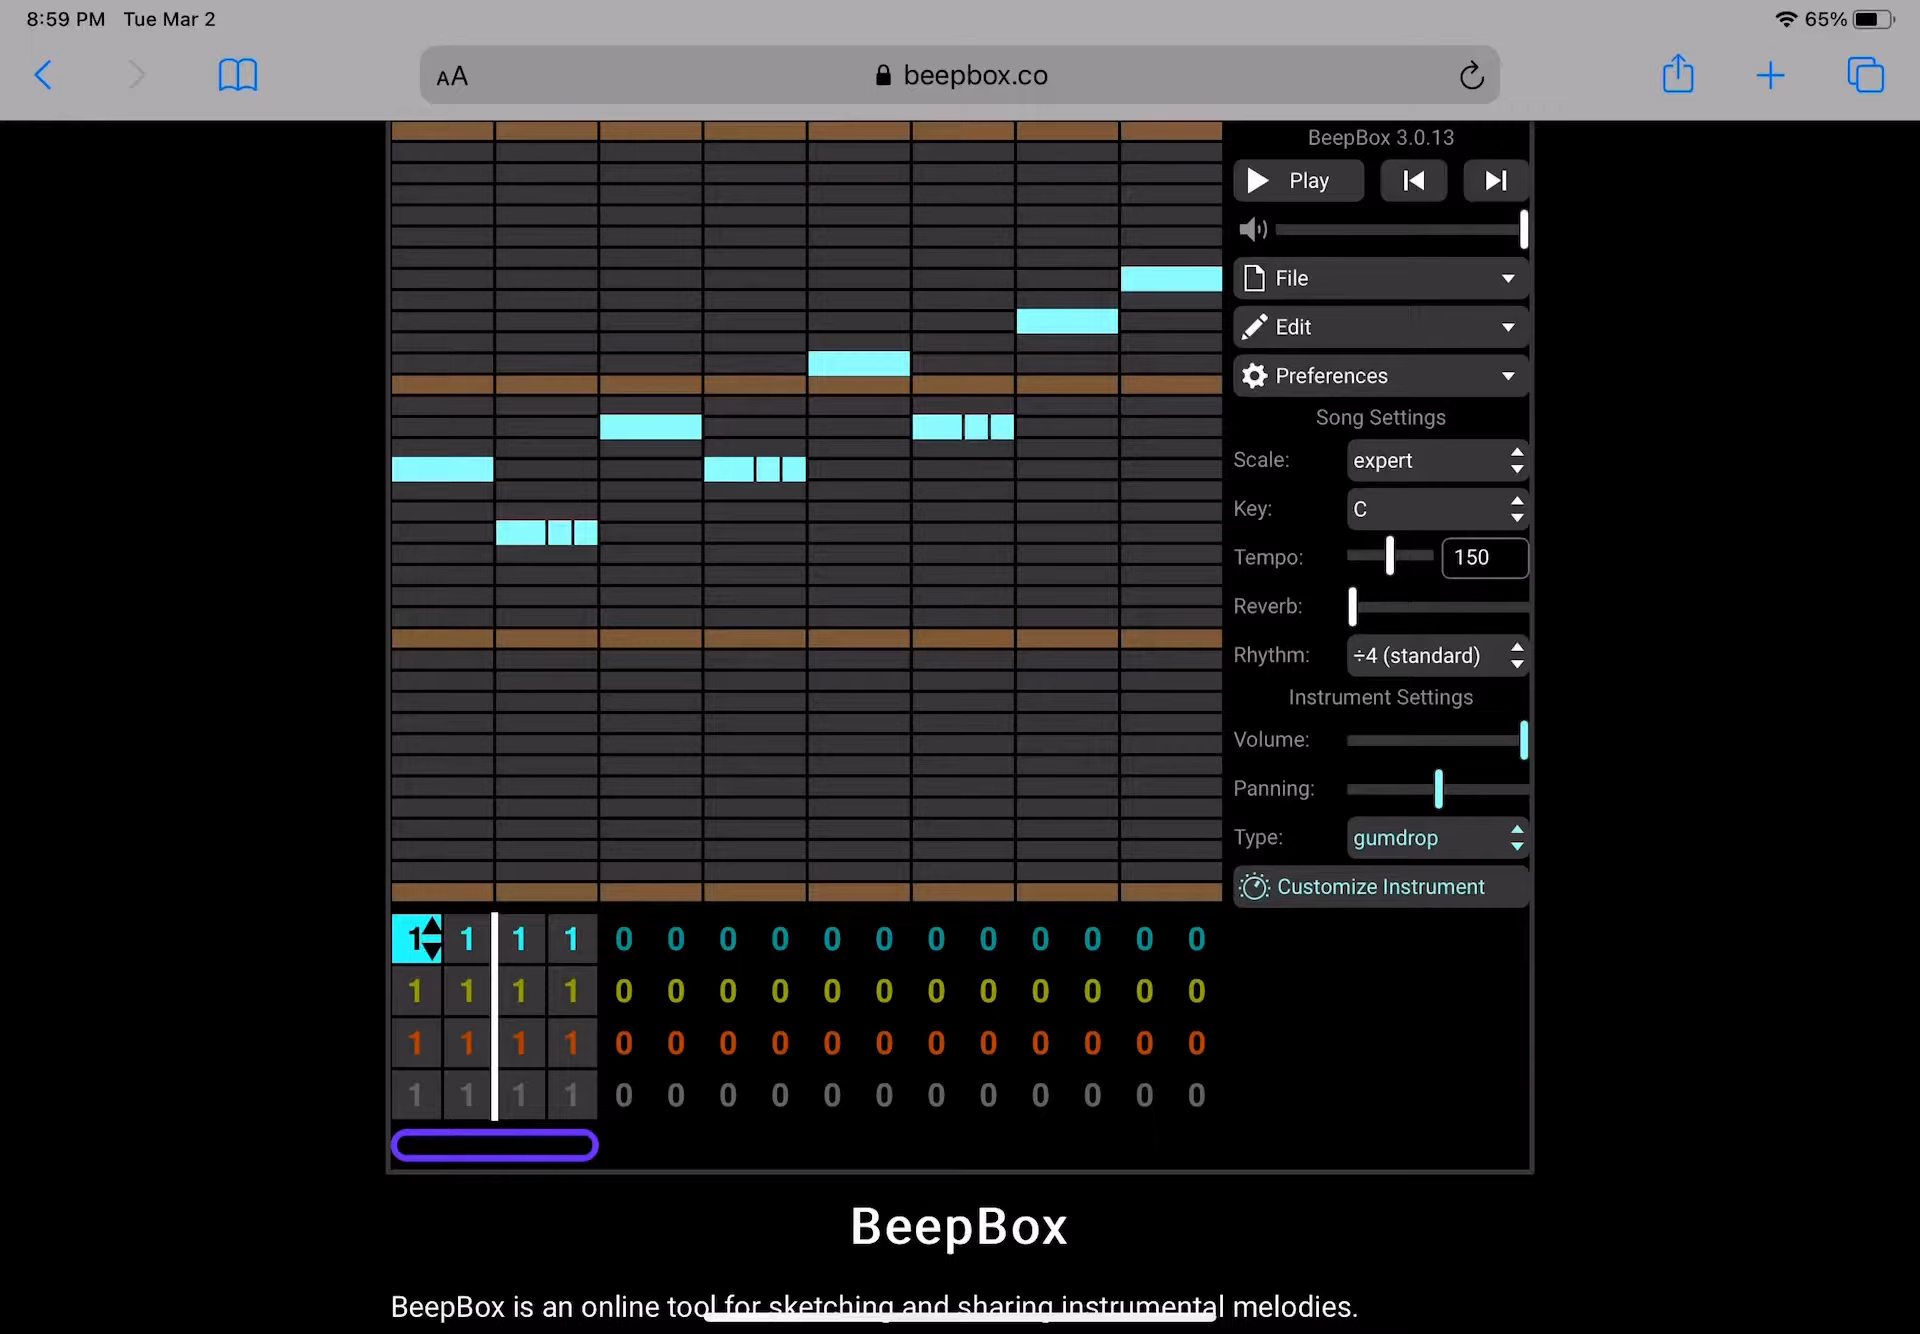 8:59 PM Tue Mar 2 65%
AA beepbox.co
BeepBox 3.0.13
Play
File
Edit
Preferences
Song Settings
Scale: expert
Key: C
Tempo: 150
Reverb:
Rhythm: ÷4 (standard)
Instrument Settings
Volume:
Panning:
Type: gumdrop
Customize Instrument
1 1 1 1 0 0 0 0 0 0 0 0 0 0 0 0
1 1 1 1 0 0 0 0 0 0 0 0 0 0 0 0
1 1 1 1 0 0 0 0 0 0 0 0 0 0 0 0
1 1 1 1 0 0 0 0 0 0 0 0 0 0 0 0
BeepBox
BeepBox is an online tool for sketching and sharing instrumental melodies.